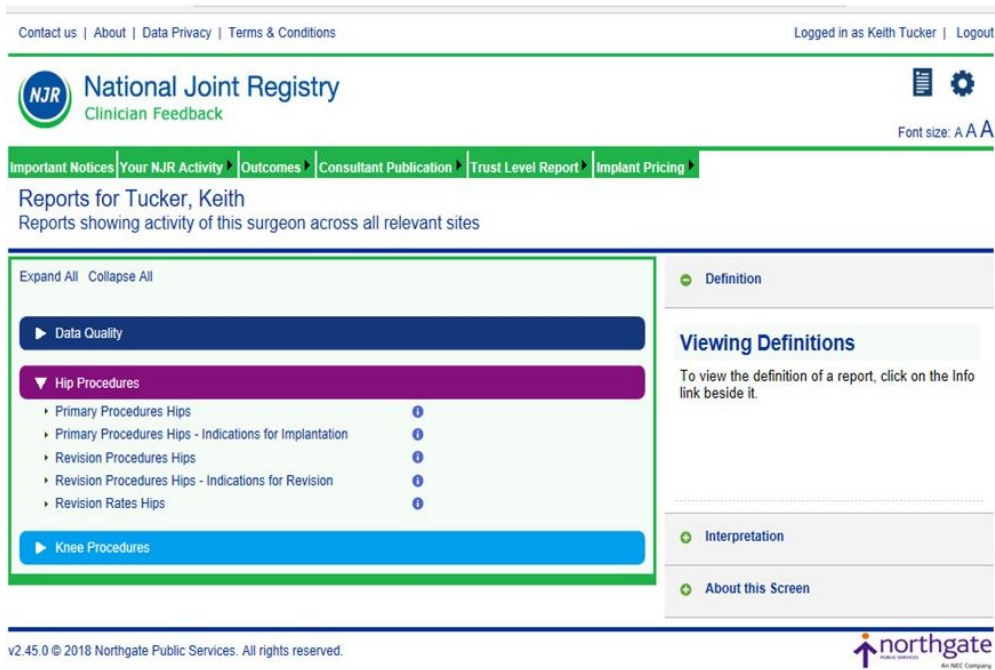 Contact us | About | Data Privacy | Terms & Conditions
Logged in as Keith Tucker | Logout
NJR
National Joint Registry
Clinician Feedback
Font size: A A A
Important Notices Your NJR Activity Outcomes Consultant Publication Trust Level Report Implant Pricing
Reports for Tucker, Keith
Reports showing activity of this surgeon across all relevant sites
Expand All Collapse All
Data Quality
Hip Procedures
Primary Procedures Hips
Primary Procedures Hips - Indications for Implantation
Revision Procedures Hips
Revision Procedures Hips - Indications for Revision
Revision Rates Hips
Knee Procedures
Definition
Viewing Definitions
To view the definition of a report, click on the Info
link beside it.
Interpretation
About this Screen
v2.45.0 © 2018 Northgate Public Services. All rights reserved.
northgate
PUBLIC SERVICES
An NEC Company